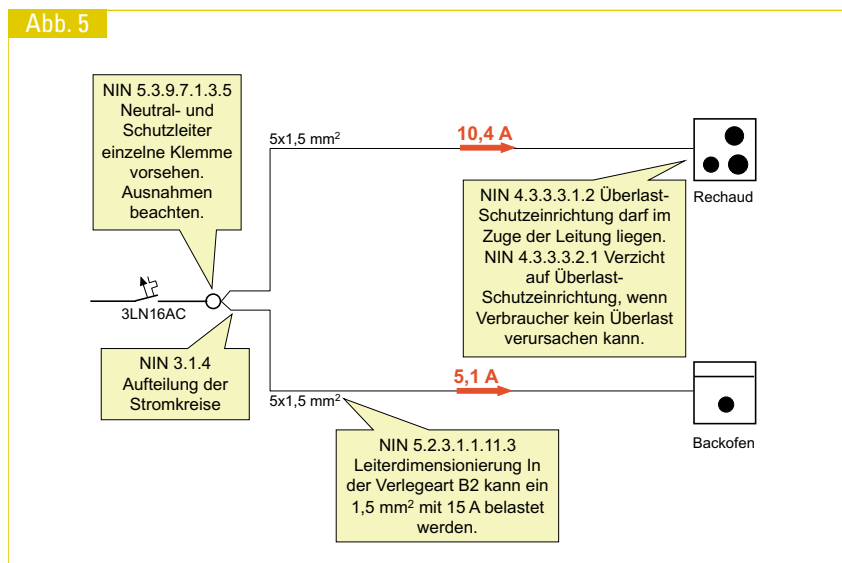 Abb. 5
NIN 5.3.9.7.1.3.5
Neutral- und
Schutzleiter
einzelne Klemme
vorsehen.
Ausnahmen
beachten.
5x1,5 mm²
10,4 A
Rechaud
NIN 4.3.3.3.1.2 Überlast-
Schutzeinrichtung darf im
Zuge der Leitung liegen.
NIN 4.3.3.3.2.1 Verzicht
auf Überlast-
Schutzeinrichtung, wenn
Verbraucher kein Überlast
verursachen kann.
3LN16AC
NIN 3.1.4
Aufteilung der
Stromkreise
5x1,5 mm²
5,1 A
Backofen
NIN 5.2.3.1.1.11.3
Leiterdimensionierung In
der Verlegeart B2 kann ein
1,5 mm² mit 15 A belastet
werden.